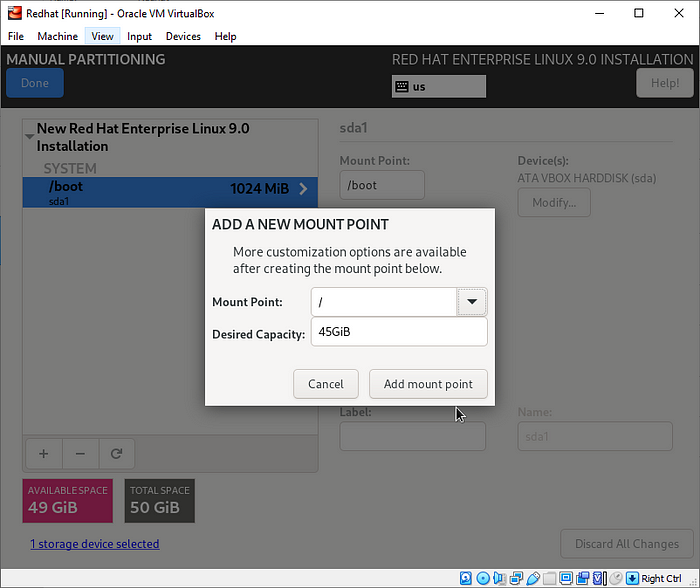 Redhat [Running] - Oracle VM VirtualBox
File Machine View Input Devices Help
MANUAL PARTITIONING
RED HAT ENTERPRISE LINUX 9.0 INSTALLATION
Done
us
Help!
New Red Hat Enterprise Linux 9.0
Installation
SYSTEM
/boot
1024 MiB
sda1
sda1
Mount Point:
Device(s):
/boot
ATA VBOX HARDDISK (sda)
Modify...
ADD A NEW MOUNT POINT
More customization options are available
after creating the mount point below.
Mount Point:
/
Desired Capacity:
45GiB
Cancel
Add mount point
Label:
Name:
sda1
+ −
AVAILABLE SPACE
49 GiB
TOTAL SPACE
50 GiB
1 storage device selected
Discard All Changes
Right Ctrl